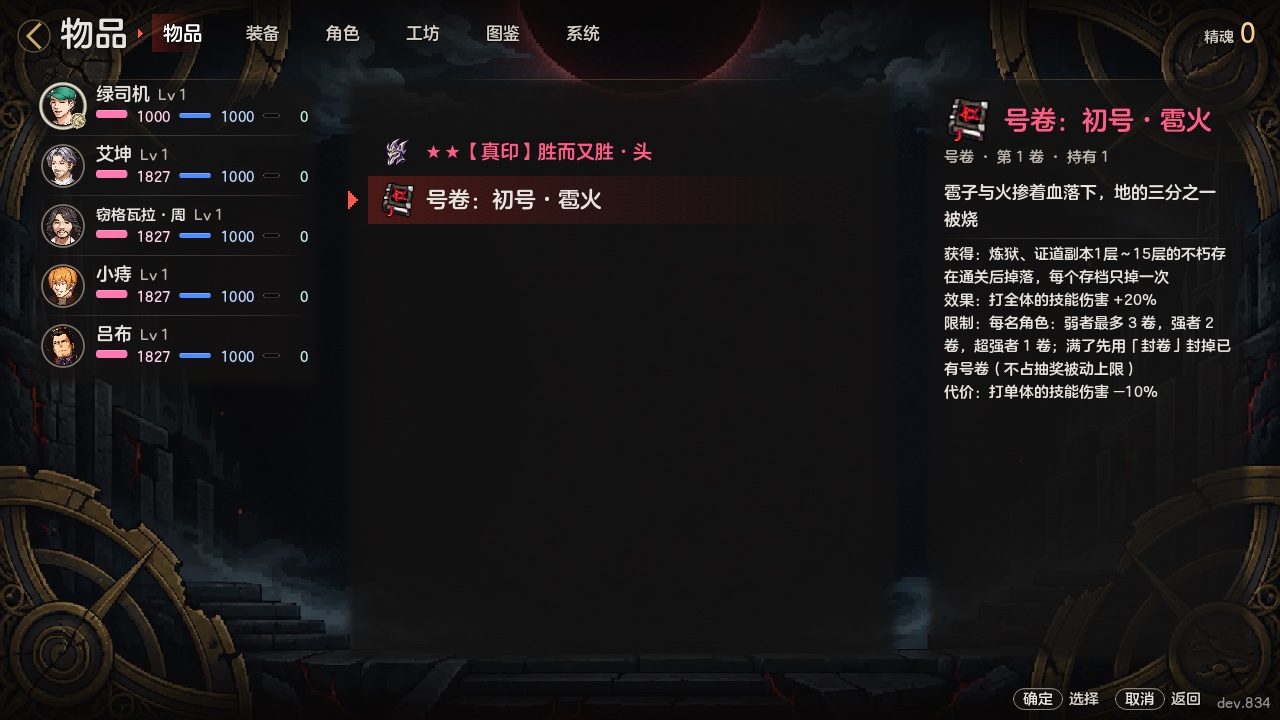 物品 物品 装备 角色 工坊 图鉴 系统 精魂 0
绿司机 Lv 1
1000 1000 0
艾坤 Lv 1
1827 1000 0
窃格瓦拉·周 Lv 1
1827 1000 0
小痔 Lv 1
1827 1000 0
吕布 Lv 1
1827 1000 0
★★【真印】胜而又胜·头
号卷：初号·雹火
号卷：初号·雹火
号卷 · 第 1 卷 · 持有 1
雹子与火掺着血落下，地的三分之一
被烧
获得：炼狱、证道副本1层~15层的不朽存
在通关后掉落，每个存档只掉一次
效果：打全体的技能伤害 +20%
限制：每名角色：弱者最多 3 卷，强者 2
卷，超强者 1 卷；满了先用「封卷」封掉已
有号卷（不占抽奖被动上限）
代价：打单体的技能伤害 −10%
确定 选择 取消 返回 dev.834